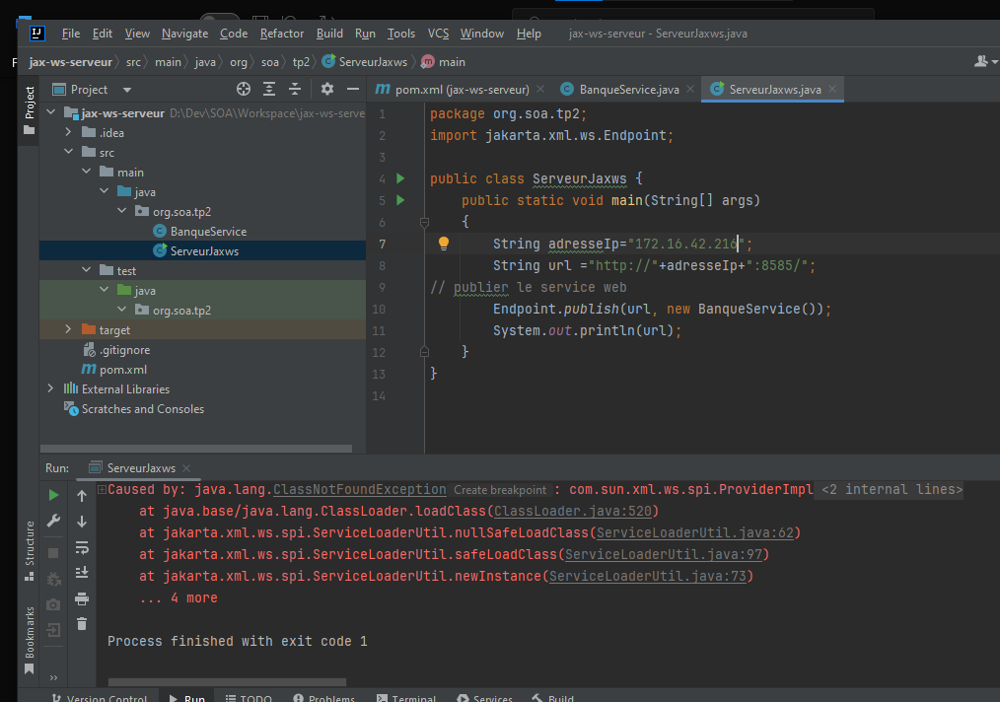 File Edit View Navigate Code Refactor Build Run Tools VCS Window Help jax-ws-serveur - ServeurJaxws.java
jax-ws-serveur src main java org soa tp2 ServeurJaxws main
Project
Project
pom.xml (jax-ws-serveur)
BanqueService.java
ServeurJaxws.java
jax-ws-serveur D:\Dev\SOA\Workspace\jax-ws-serve
.idea
src
main
java
org.soa.tp2
BanqueService
ServeurJaxws
test
java
org.soa.tp2
target
.gitignore
pom.xml
External Libraries
Scratches and Consoles
1 package org.soa.tp2;
2 import jakarta.xml.ws.Endpoint;
3
4 public class ServeurJaxws {
5 public static void main(String[] args)
6 {
7 String adresseIp="172.16.42.216";
8 String url ="http://"+adresseIp+":8585/";
9 // publier le service web
10 Endpoint.publish(url, new BanqueService());
11 System.out.println(url);
12 }
13 }
14
Run: ServeurJaxws
Caused by: java.lang.ClassNotFoundException Create breakpoint : com.sun.xml.ws.spi.ProviderImpl <2 internal lines>
at java.base/java.lang.ClassLoader.loadClass(ClassLoader.java:520)
at jakarta.xml.ws.spi.ServiceLoaderUtil.nullSafeLoadClass(ServiceLoaderUtil.java:62)
at jakarta.xml.ws.spi.ServiceLoaderUtil.safeLoadClass(ServiceLoaderUtil.java:97)
at jakarta.xml.ws.spi.ServiceLoaderUtil.newInstance(ServiceLoaderUtil.java:73)
... 4 more
Process finished with exit code 1
Structure
Bookmarks
Version Control Run TODO Problems Terminal Services Build